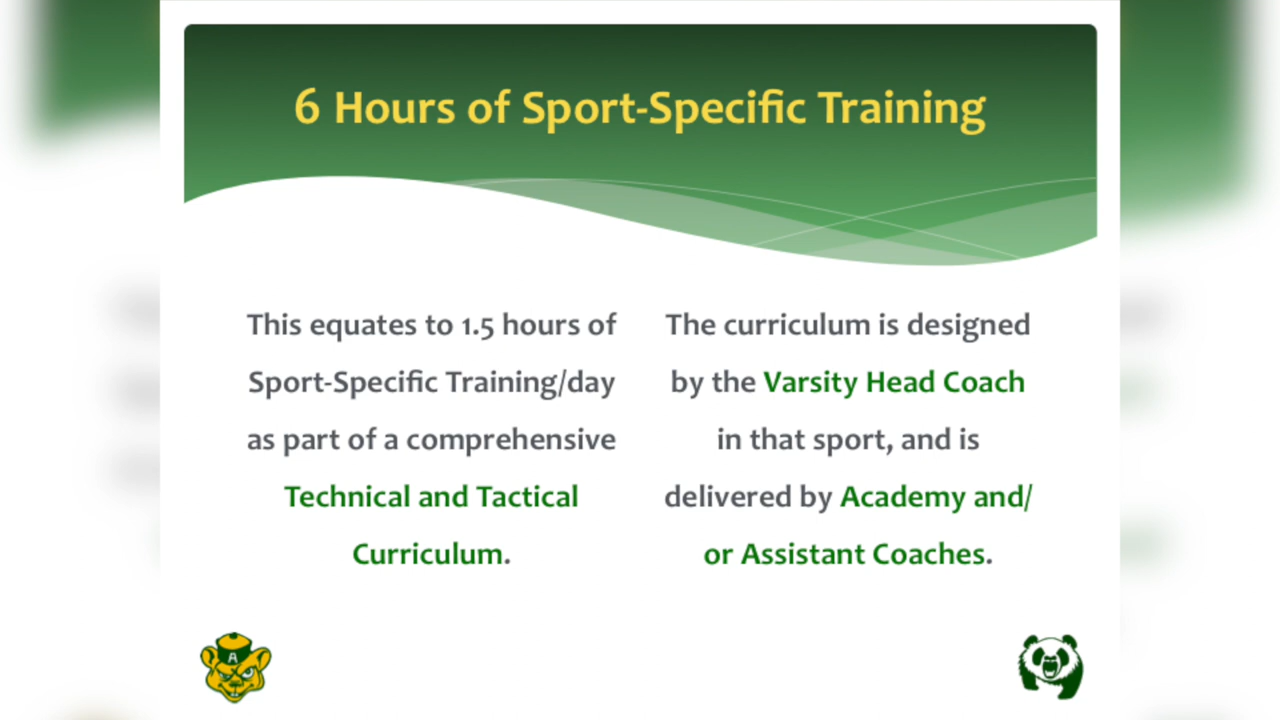 6 Hours of Sport-Specific Training
This equates to 1.5 hours of
Sport-Specific Training/day
as part of a comprehensive
Technical and Tactical
Curriculum.
The curriculum is designed
by the Varsity Head Coach
in that sport, and is
delivered by Academy and/
or Assistant Coaches.
A